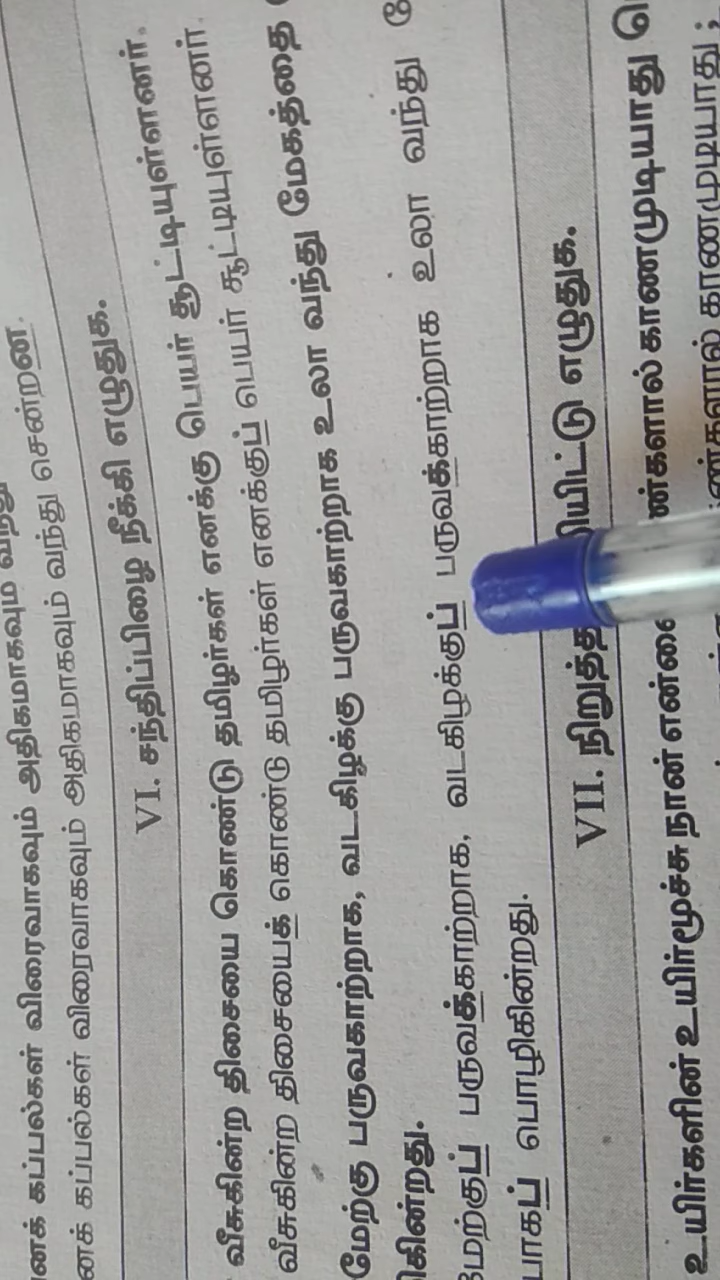 கப்பல்கள் விரைவாகவும் அதிகமாகவும் வந்து
னக் கப்பல்கள் விரைவாகவும் அதிகமாகவும் வந்து சென்றன.
VI. சந்திப்பிழை நீக்கி எழுதுக.
வீசுகின்ற திசையை கொண்டு தமிழர்கள் எனக்கு பெயர் சூட்டியுள்ளனர்.
வீசுகின்ற திசையைக் கொண்டு தமிழர்கள் எனக்குப் பெயர் சூட்டியுள்ளனர்.
மேற்கு பருவகாற்றாக, வடகிழக்கு பருவகாற்றாக உலா வந்து மேகத்தை
கின்றது.
மேற்குப் பருவக்காற்றாக, வடகிழக்குப் பருவக்காற்றாக உலா வந்து
யாகப் பொழிகின்றது.
VII. எழுதுக.
உயிர்களின் உயிர்மூச்சு நான் காணமுடியாது
காணமுடியாது;